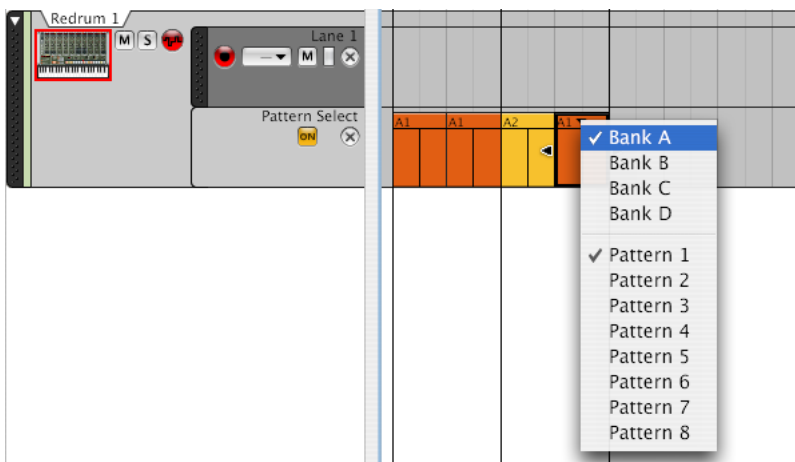 Redrum 1
M S
Lane 1
M
Pattern Select
ON
A1 A1 A2 A1
Bank A
Bank B
Bank C
Bank D
Pattern 1
Pattern 2
Pattern 3
Pattern 4
Pattern 5
Pattern 6
Pattern 7
Pattern 8